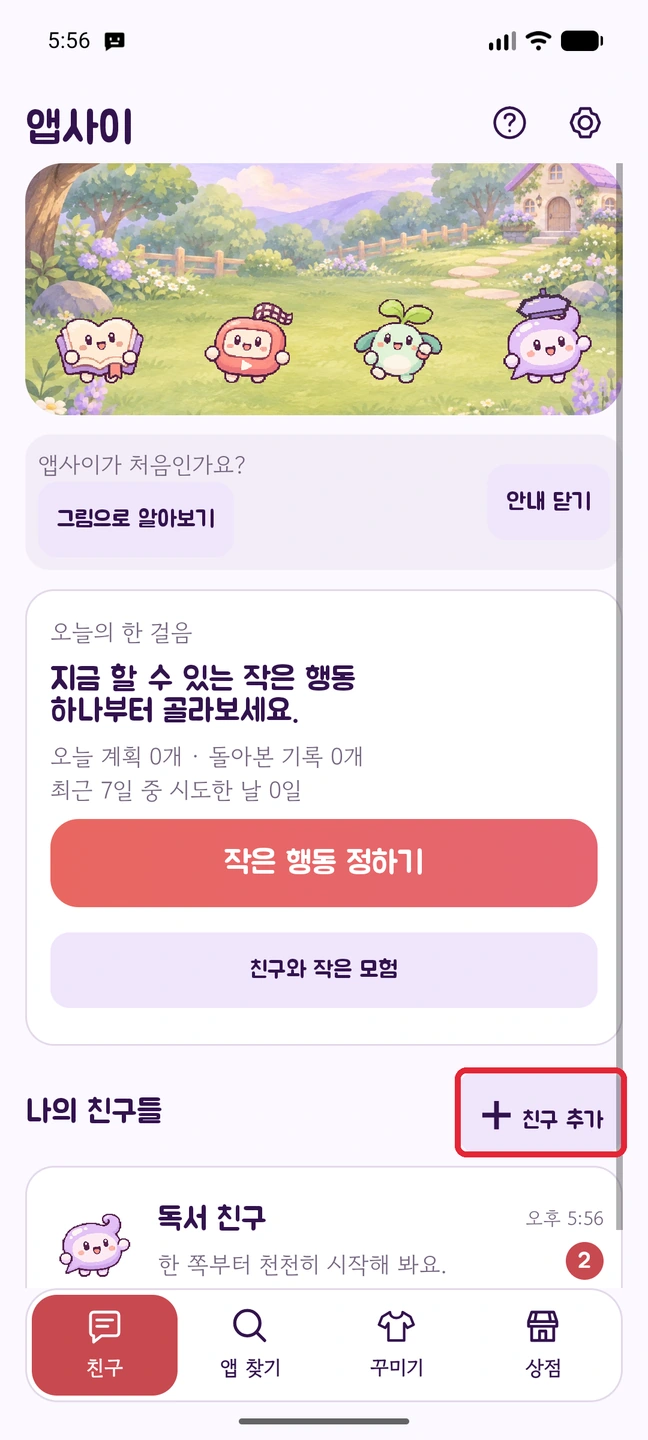 5:56
앱사이
앱사이가 처음인가요?
그림으로 알아보기
안내 닫기
오늘의 한 걸음
지금 할 수 있는 작은 행동
하나부터 골라보세요.
오늘 계획 0개 · 돌아본 기록 0개
최근 7일 중 시도한 날 0일
작은 행동 정하기
친구와 작은 모험
나의 친구들
+ 친구 추가
독서 친구
오후 5:56
한 쪽부터 천천히 시작해 봐요.
2
친구
앱 찾기
꾸미기
상점